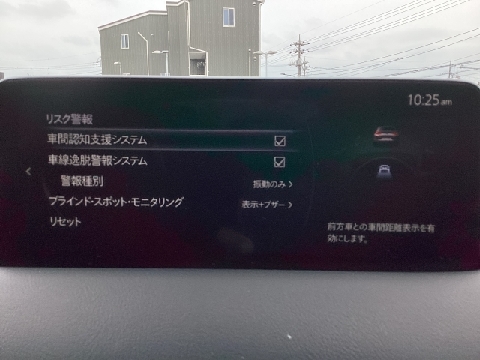 10:25am
リスク警報
車間認知支援システム
車線逸脱警報システム
警報種別 振動のみ
ブラインド・スポット・モニタリング 表示+ブザー
リセット
前方車との車間距離表示を有
効にします。